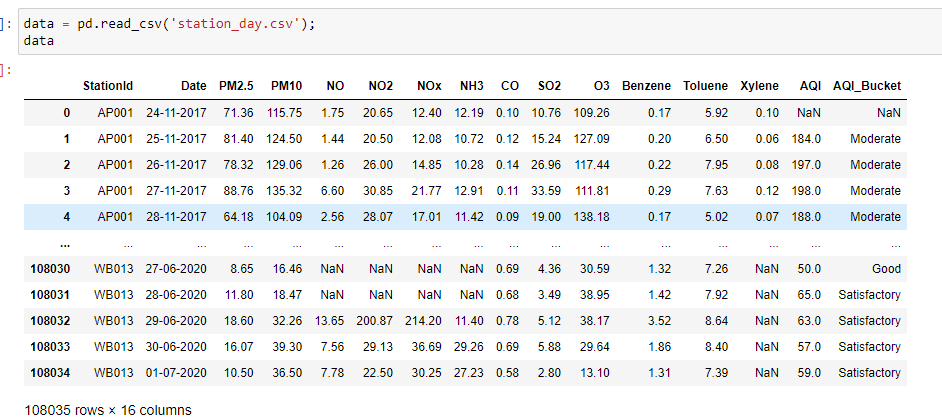 ]: data = pd.read_csv('station_day.csv');
data
]:
StationId Date PM2.5 PM10 NO NO2 NOx NH3 CO SO2 O3 Benzene Toluene Xylene AQI AQI_Bucket
0 AP001 24-11-2017 71.36 115.75 1.75 20.65 12.40 12.19 0.10 10.76 109.26 0.17 5.92 0.10 NaN NaN
1 AP001 25-11-2017 81.40 124.50 1.44 20.50 12.08 10.72 0.12 15.24 127.09 0.20 6.50 0.06 184.0 Moderate
2 AP001 26-11-2017 78.32 129.06 1.26 26.00 14.85 10.28 0.14 26.96 117.44 0.22 7.95 0.08 197.0 Moderate
3 AP001 27-11-2017 88.76 135.32 6.60 30.85 21.77 12.91 0.11 33.59 111.81 0.29 7.63 0.12 198.0 Moderate
4 AP001 28-11-2017 64.18 104.09 2.56 28.07 17.01 11.42 0.09 19.00 138.18 0.17 5.02 0.07 188.0 Moderate
... ... ... ... ... ... ... ... ... ... ... ... ... ... ... ... ...
108030 WB013 27-06-2020 8.65 16.46 NaN NaN NaN NaN 0.69 4.36 30.59 1.32 7.26 NaN 50.0 Good
108031 WB013 28-06-2020 11.80 18.47 NaN NaN NaN NaN 0.68 3.49 38.95 1.42 7.92 NaN 65.0 Satisfactory
108032 WB013 29-06-2020 18.60 32.26 13.65 200.87 214.20 11.40 0.78 5.12 38.17 3.52 8.64 NaN 63.0 Satisfactory
108033 WB013 30-06-2020 16.07 39.30 7.56 29.13 36.69 29.26 0.69 5.88 29.64 1.86 8.40 NaN 57.0 Satisfactory
108034 WB013 01-07-2020 10.50 36.50 7.78 22.50 30.25 27.23 0.58 2.80 13.10 1.31 7.39 NaN 59.0 Satisfactory
108035 rows × 16 columns